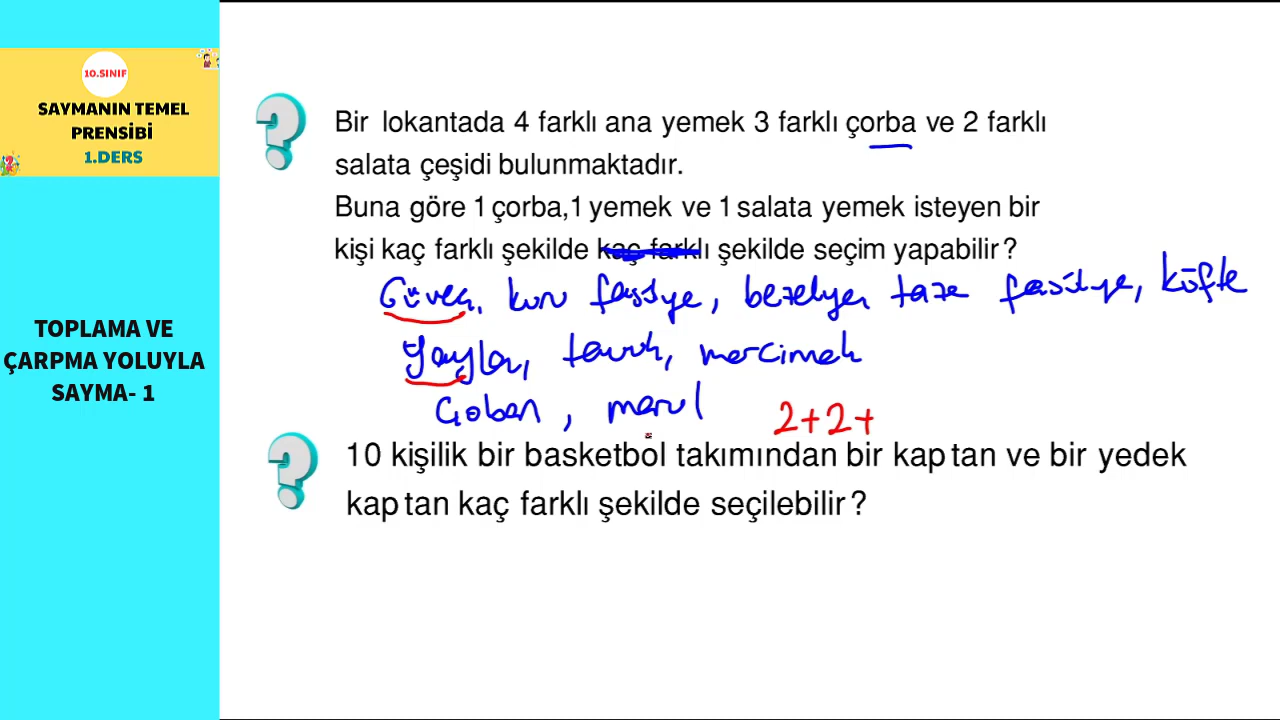 10.SINIF
SAYMANIN TEMEL
PRENSİBİ
1.DERS
TOPLAMA VE
ÇARPMA YOLUYLA
SAYMA- 1
Bir lokantada 4 farklı ana yemek 3 farklı çorba ve 2 farklı
salata çeşidi bulunmaktadır.
Buna göre 1 çorba,1 yemek ve 1 salata yemek isteyen bir
kişi kaç farklı şekilde kaç farklı şekilde seçim yapabilir?
Güveç, kuru fasulye, bezelye, taze fasulye, köfte
Yayla, tavuk, mercimek
Çoban, marul
2+2+
10 kişilik bir basketbol takımından bir kaptan ve bir yedek
kaptan kaç farklı şekilde seçilebilir?